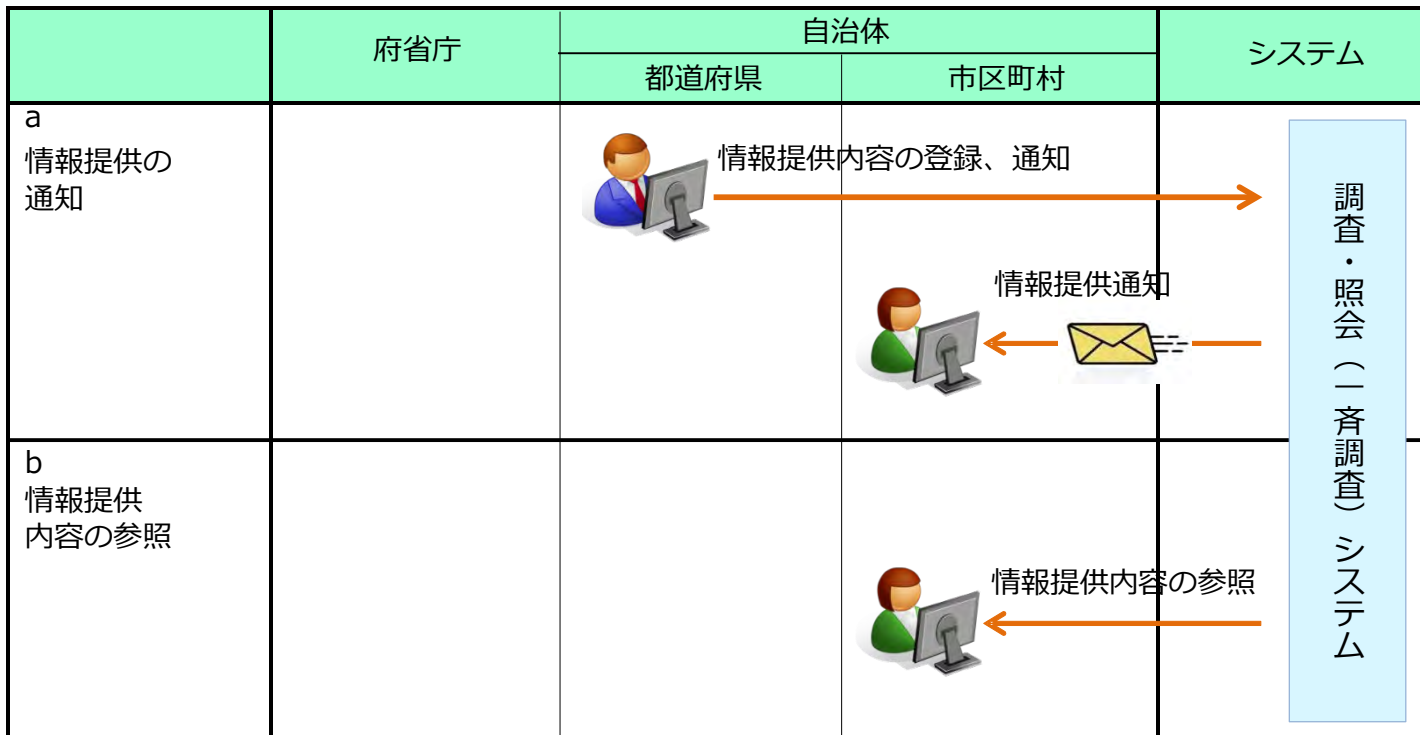 府省庁
自治体
システム
都道府県
市区町村
a
情報提供の
通知
情報提供内容の登録、通知
情報提供通知
b
情報提供
内容の参照
情報提供内容の参照
調査・照会（一斉調査）システム